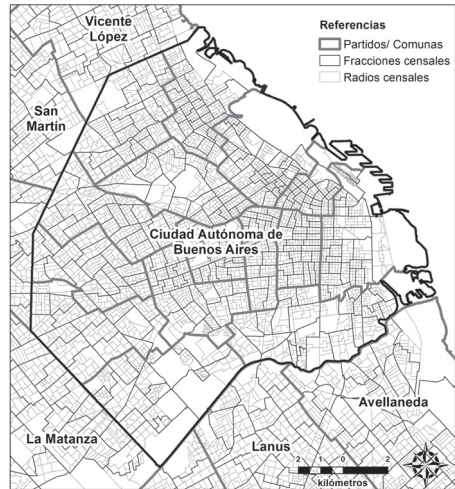 Vicente
López
Referencias
Partidos/ Comunas
Fracciones censales
Radios censales
San
Martín
Ciudad Autónoma de
Buenos Aires
Avellaneda
La Matanza
Lanus
2 1 0 2
kilómetros